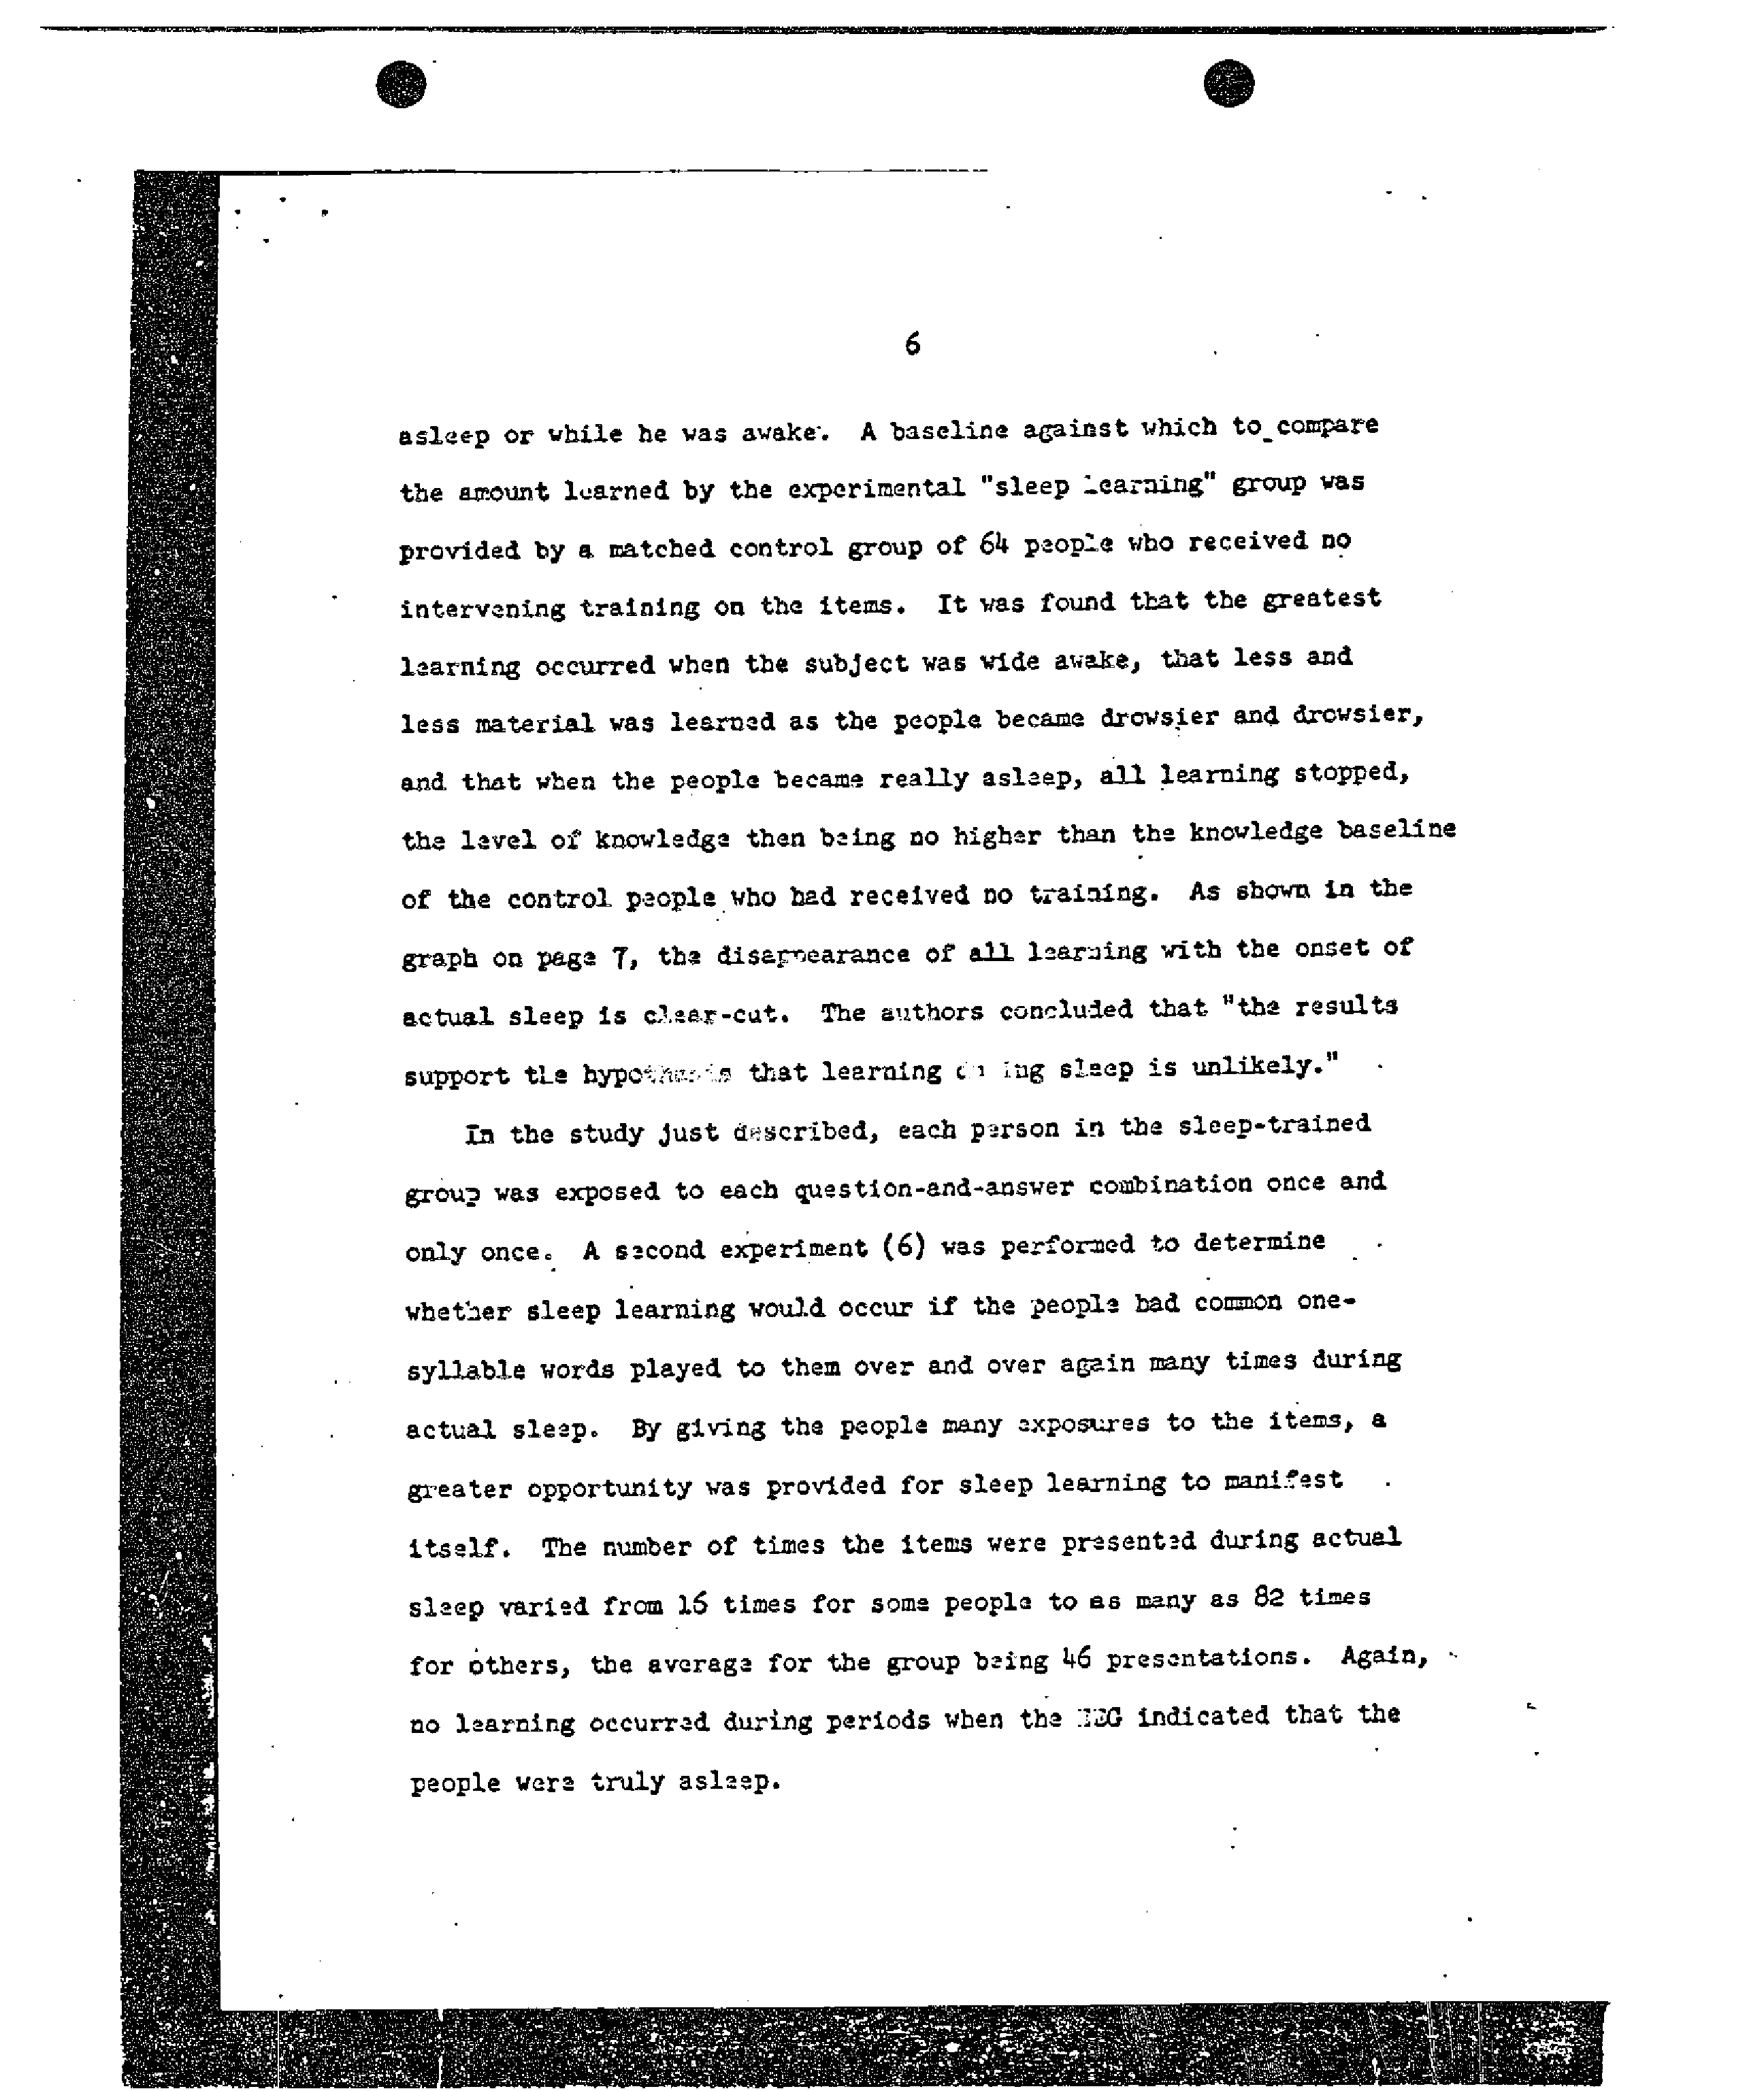 6
asleep or while he was awake. A baseline against which to compare
the amount learned by the experimental "sleep learning" group was
provided by a matched control group of 64 people who received no
intervening training on the items. It was found that the greatest
learning occurred when the subject was wide awake, that less and
less material was learned as the people became drowsier and drowsier,
and that when the people became really asleep, all learning stopped,
the level of knowledge then being no higher than the knowledge baseline
of the control people who had received no training. As shown in the
graph on page 7, the disappearance of all learning with the onset of
actual sleep is clear-cut. The authors concluded that "the results
support the hypothesis that learning during sleep is unlikely."
In the study just described, each person in the sleep-trained
group was exposed to each question-and-answer combination once and
only once. A second experiment (6) was performed to determine
whether sleep learning would occur if the people had common one-
syllable words played to them over and over again many times during
actual sleep. By giving the people many exposures to the items, a
greater opportunity was provided for sleep learning to manifest
itself. The number of times the items were presented during actual
sleep varied from 16 times for some people to as many as 82 times
for others, the average for the group being 46 presentations. Again,
no learning occurred during periods when the EEG indicated that the
people were truly asleep.